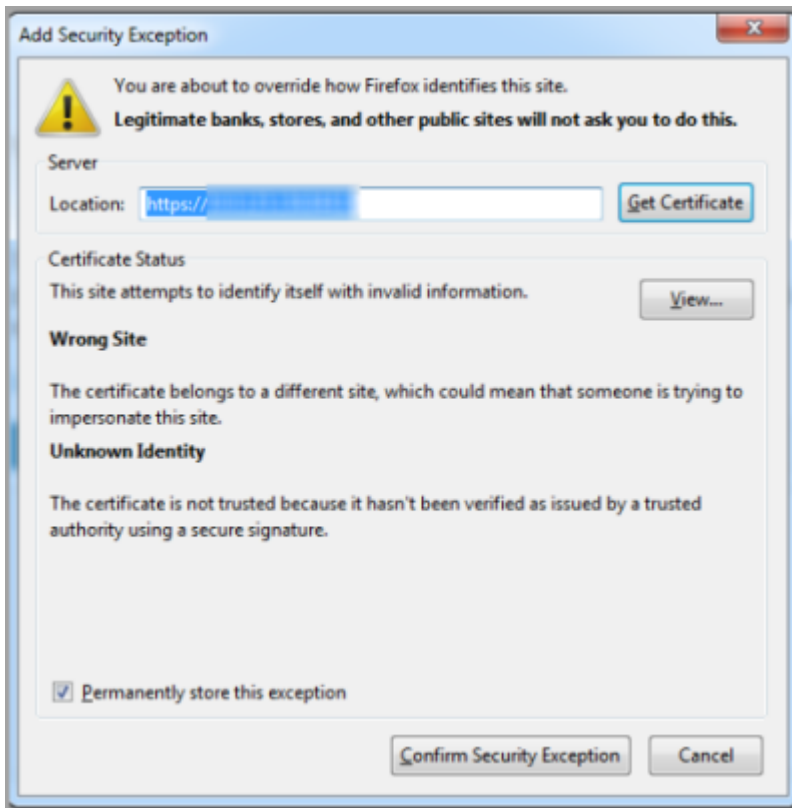 Add Security Exception
You are about to override how Firefox identifies this site.
Legitimate banks, stores, and other public sites will not ask you to do this.
Server
Location: https:// Get Certificate
Certificate Status
This site attempts to identify itself with invalid information. View...
Wrong Site
The certificate belongs to a different site, which could mean that someone is trying to
impersonate this site.
Unknown Identity
The certificate is not trusted because it hasn't been verified as issued by a trusted
authority using a secure signature.
Permanently store this exception
Confirm Security Exception Cancel